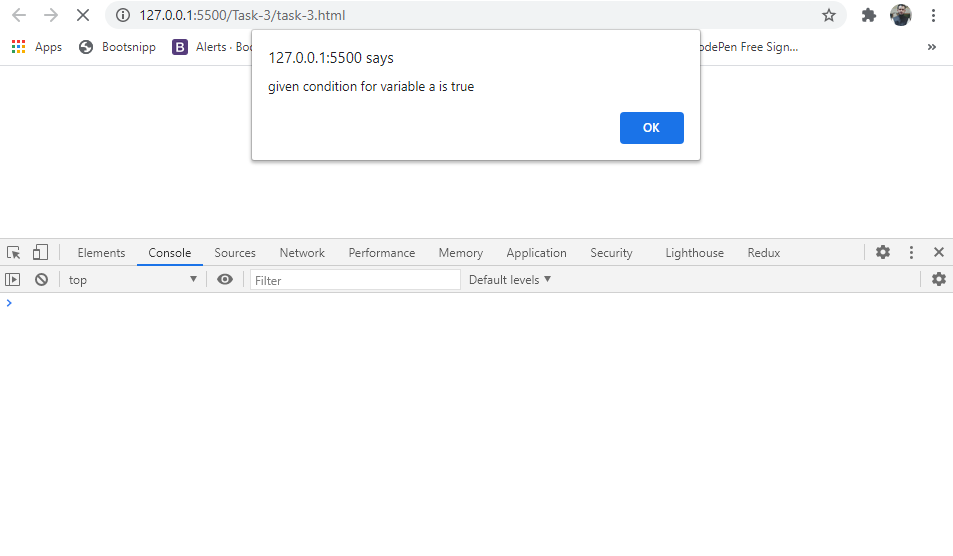 127.0.0.1:5500/Task-3/task-3.html
Apps Bootsnipp B Alerts · odePen Free Sign... »
127.0.0.1:5500 says
given condition for variable a is true
OK
Elements Console Sources Network Performance Memory Application Security Lighthouse Redux
top Filter Default levels